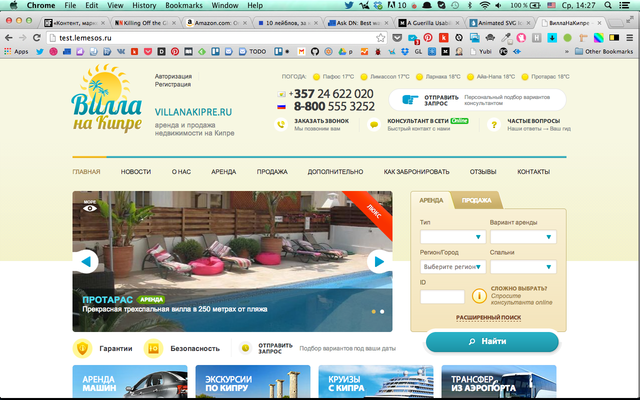 Chrome File Edit View History Bookmarks Window Help
100 % Ср, 14:27
«Контент, марк
Killing Off the G
Amazon.com: O
10 лейблов, за
Ask DN: Best ma
A Guerilla Usabi
Animated SVG Ic
ВиллаНаКипре
test.lemesos.ru
Apps
TODO
GL
Yubi
Other Bookmarks
Вилла на Кипре
Авторизация
Регистрация
VILLANAKIPRE.RU
аренда и продажа
недвижимости на Кипре
ПОГОДА: Пафос 17°C Лимассол 17°C Ларнака 18°C Айя-Напа 18°C Протарас 18°C
+357 24 622 020
8-800 555 3252
ОТПРАВИТЬ ЗАПРОС
Персональный подбор вариантов консультантом
ЗАКАЗАТЬ ЗВОНОК
Мы позвоним вам
КОНСУЛЬТАНТ В СЕТИ Online
Быстрый контакт с нами
ЧАСТЫЕ ВОПРОСЫ
Наши ответы → Ваш гид
ГЛАВНАЯ НОВОСТИ О НАС АРЕНДА ПРОДАЖА ДОПОЛНИТЕЛЬНО КАК ЗАБРОНИРОВАТЬ ОТЗЫВЫ КОНТАКТЫ
МОРЕ
ЛЮКС
ПРОТАРАС АРЕНДА
Прекрасная трехспальная вилла в 250 метрах от пляжа
АРЕНДА ПРОДАЖА
Тип Вариант аренды
Регион/Город Спальни
Выберите регион
ID
СЛОЖНО ВЫБРАТЬ?
Спросите
консультанта online
РАСШИРЕННЫЙ ПОИСК
Найти
Гарантии
Безопасность
ОТПРАВИТЬ ЗАПРОС
Подбор вариантов под ваши даты
АРЕНДА
МАШИН
ЭКСКУРСИИ
ПО КИПРУ
КРУИЗЫ
С КИПРА
ТРАНСФЕР
ИЗ АЭРОПОРТА